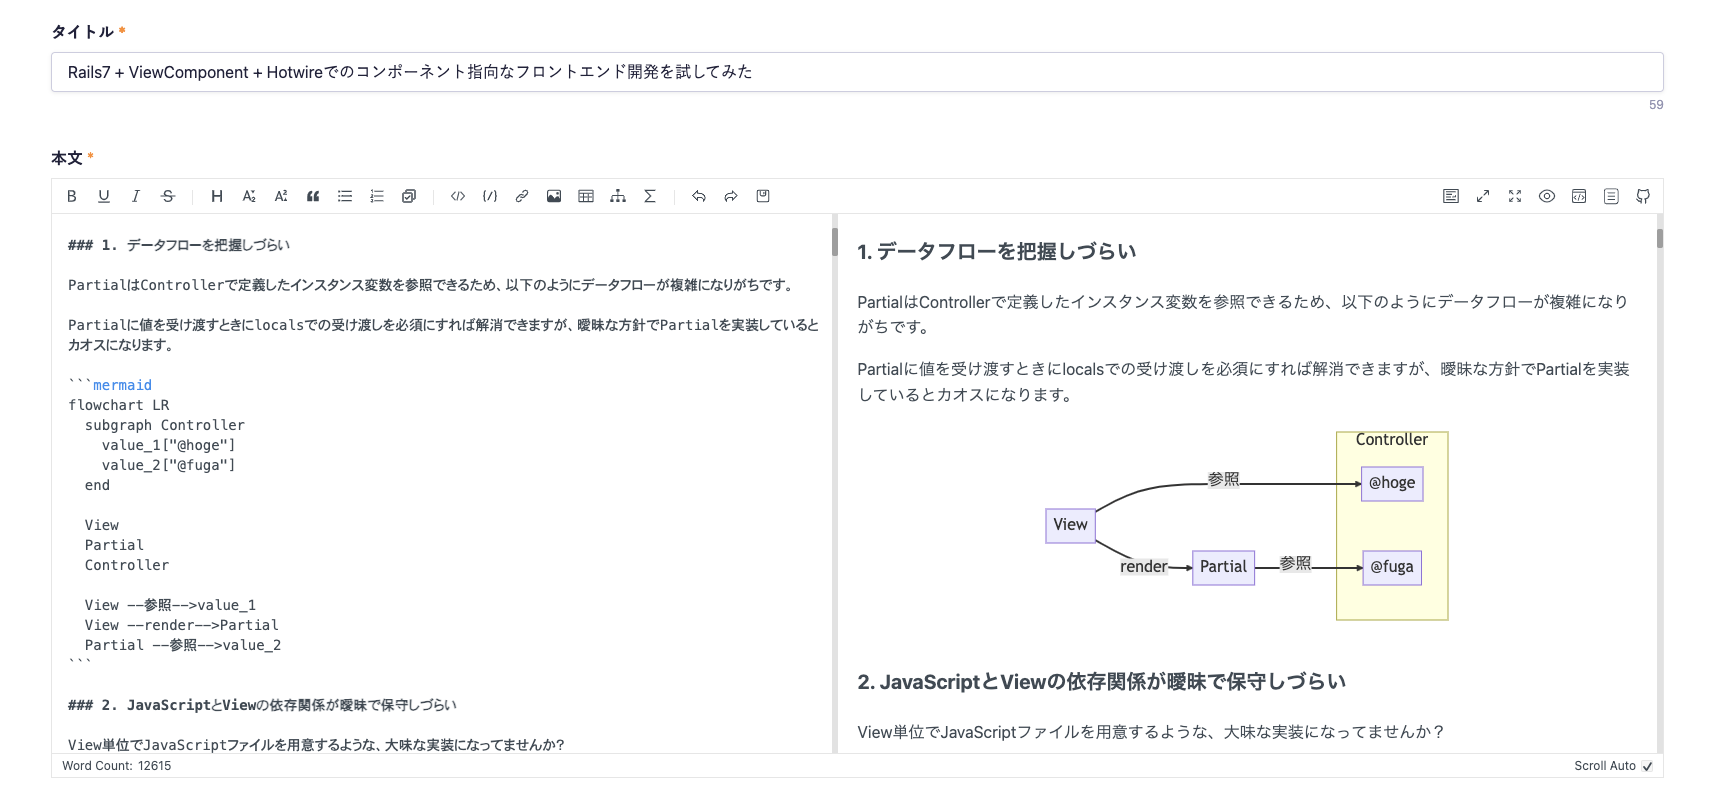 タイトル *
Rails7 + ViewComponent + Hotwireでのコンポーネント指向なフロントエンド開発を試してみた
59
本文 *
### 1. データフローを把握しづらい
PartialはControllerで定義したインスタンス変数を参照できるため、以下のようにデータフローが複雑になりがちです。
Partialに値を受け渡すときにlocalsでの受け渡しを必須にすれば解消できますが、曖昧な方針でPartialを実装していると
カオスになります。
```mermaid
flowchart LR
subgraph Controller
value_1["@hoge"]
value_2["@fuga"]
end
View
Partial
Controller
View --参照-->value_1
View --render-->Partial
Partial --参照-->value_2
```
### 2. JavaScriptとViewの依存関係が曖昧で保守しづらい
View単位でJavaScriptファイルを用意するような、大味な実装になってませんか?
1. データフローを把握しづらい
PartialはControllerで定義したインスタンス変数を参照できるため、以下のようにデータフローが複雑になり
がちです。
Partialに値を受け渡すときにlocalsでの受け渡しを必須にすれば解消できますが、曖昧な方針でPartialを実装
しているとカオスになります。
Controller
参照
@hoge
View
render
Partial
参照
@fuga
2. JavaScriptとViewの依存関係が曖昧で保守しづらい
View単位でJavaScriptファイルを用意するような、大味な実装になってませんか?
Word Count: 12615
Scroll Auto